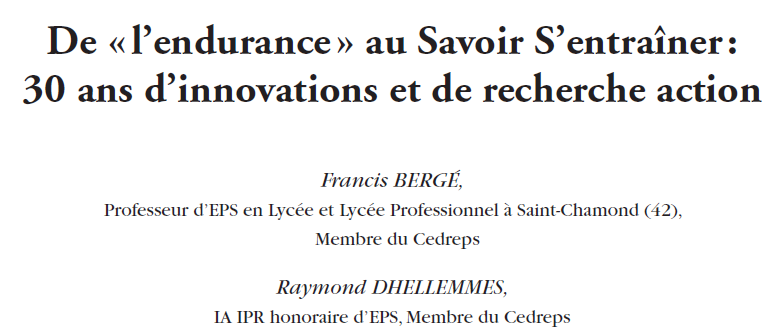 De « l’endurance » au Savoir S’entraîner :
30 ans d’innovations et de recherche action
Francis BERGÉ,
Professeur d’EPS en Lycée et Lycée Professionnel à Saint-Chamond (42),
Membre du Cedreps
Raymond DHELLEMMES,
IA IPR honoraire d’EPS, Membre du Cedreps